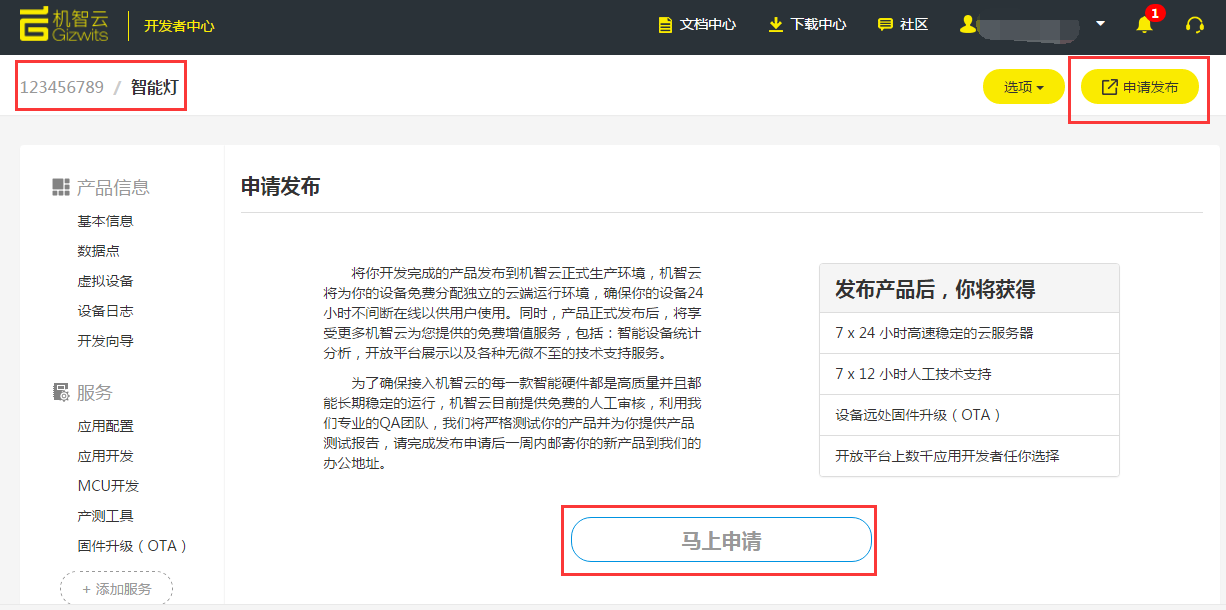 机智云
Gizwits
开发者中心
文档中心
下载中心
社区
1
123456789 / 智能灯
选项
申请发布
产品信息
基本信息
数据点
虚拟设备
设备日志
开发向导
服务
应用配置
应用开发
MCU开发
产测工具
固件升级（OTA）
+ 添加服务
申请发布
将你开发完成的产品发布到机智云正式生产环境，机智云
将为你的设备免费分配独立的云端运行环境，确保你的设备24
小时不间断在线以供用户使用。同时，产品正式发布后，将享
受更多机智云为您提供的免费增值服务，包括：智能设备统计
分析，开放平台展示以及各种无微不至的技术支持服务。
为了确保接入机智云的每一款智能硬件都是高质量并且都
能长期稳定的运行，机智云目前提供免费的人工审核，利用我
们专业的QA团队，我们将严格测试你的产品并为你提供产品
测试报告，请完成发布申请后一周内邮寄你的新产品到我们的
办公地址。
发布产品后，你将获得
7 x 24 小时高速稳定的云服务器
7 x 12 小时人工技术支持
设备远处固件升级（OTA）
开放平台上数千应用开发者任你选择
马上申请